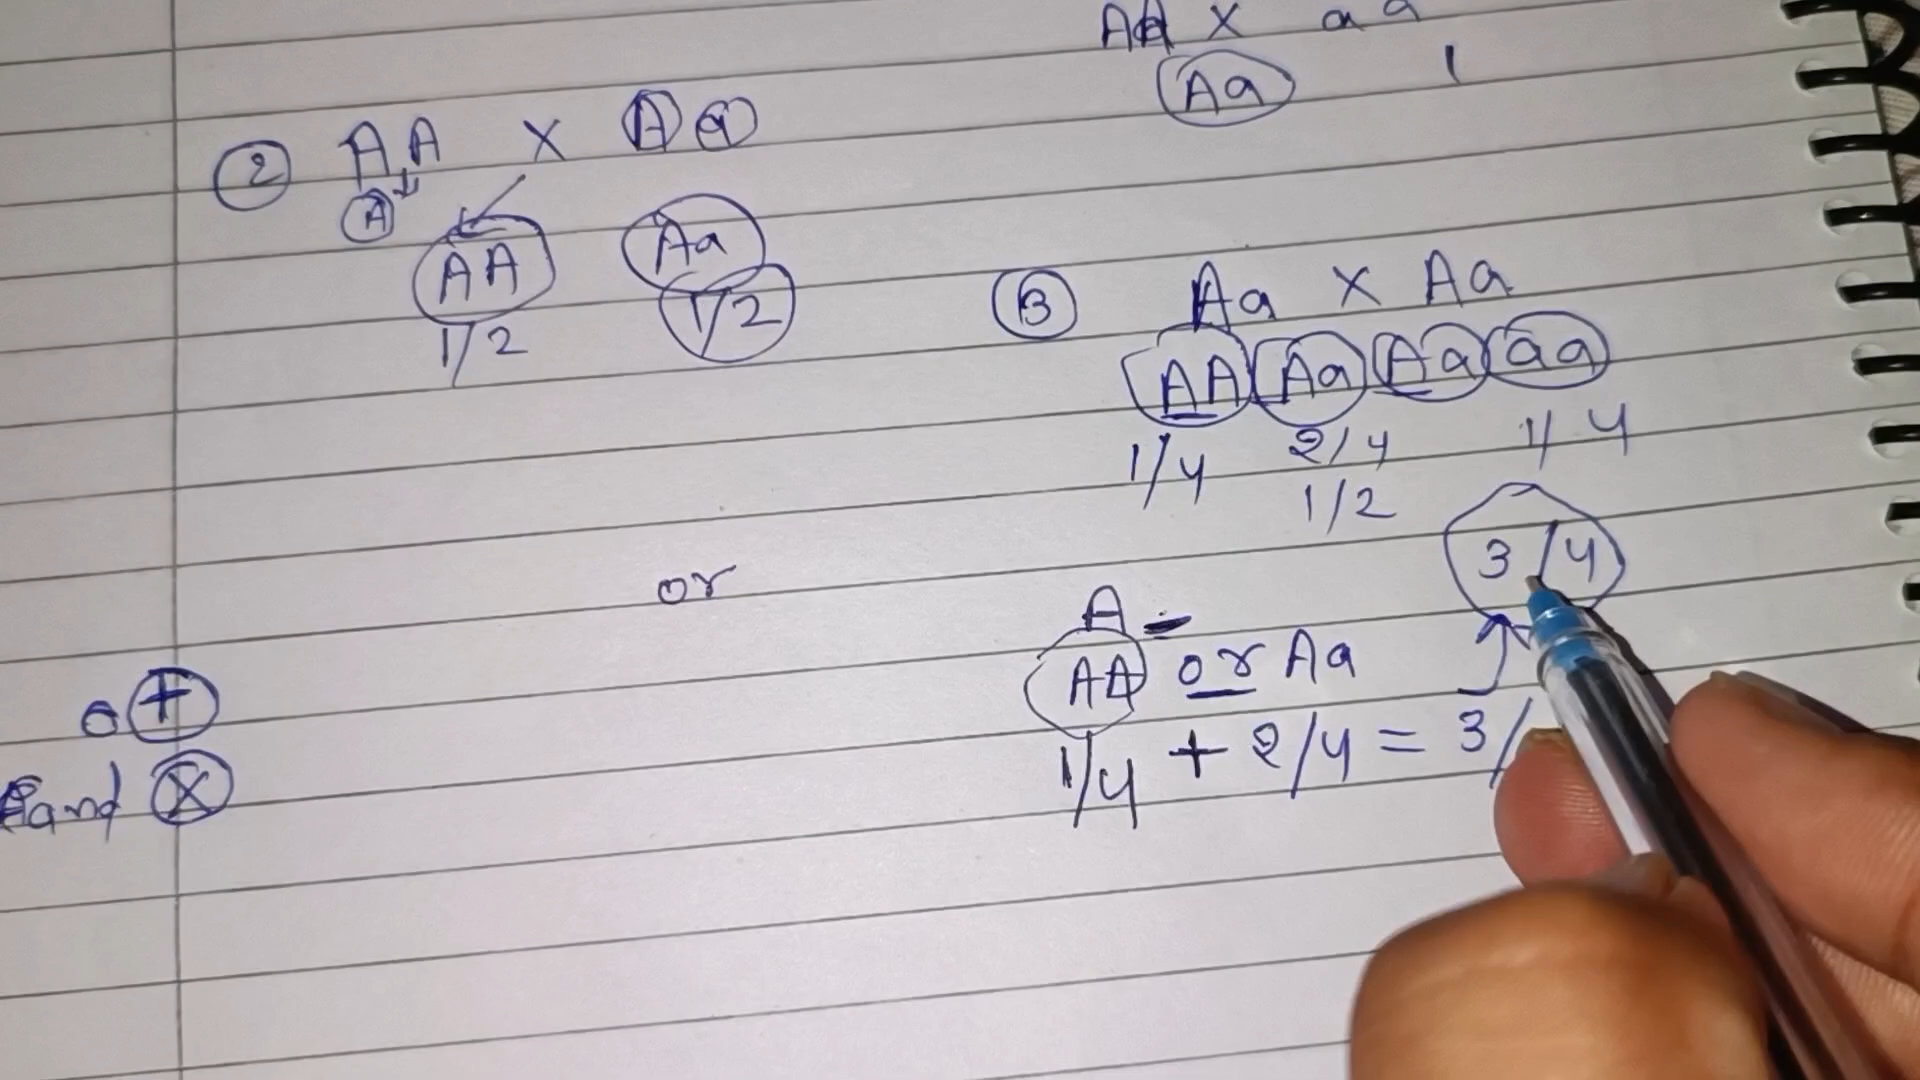 AA X aa
Aa 1
② AA X Aa
A
AA Aa
1/2 1/2
③ Aa X Aa
AA Aa Aa aa
1/4 2/4 1/4
1/2
3/4
or
A -
AA or Aa
1/4 + 2/4 = 3/
o +
and X